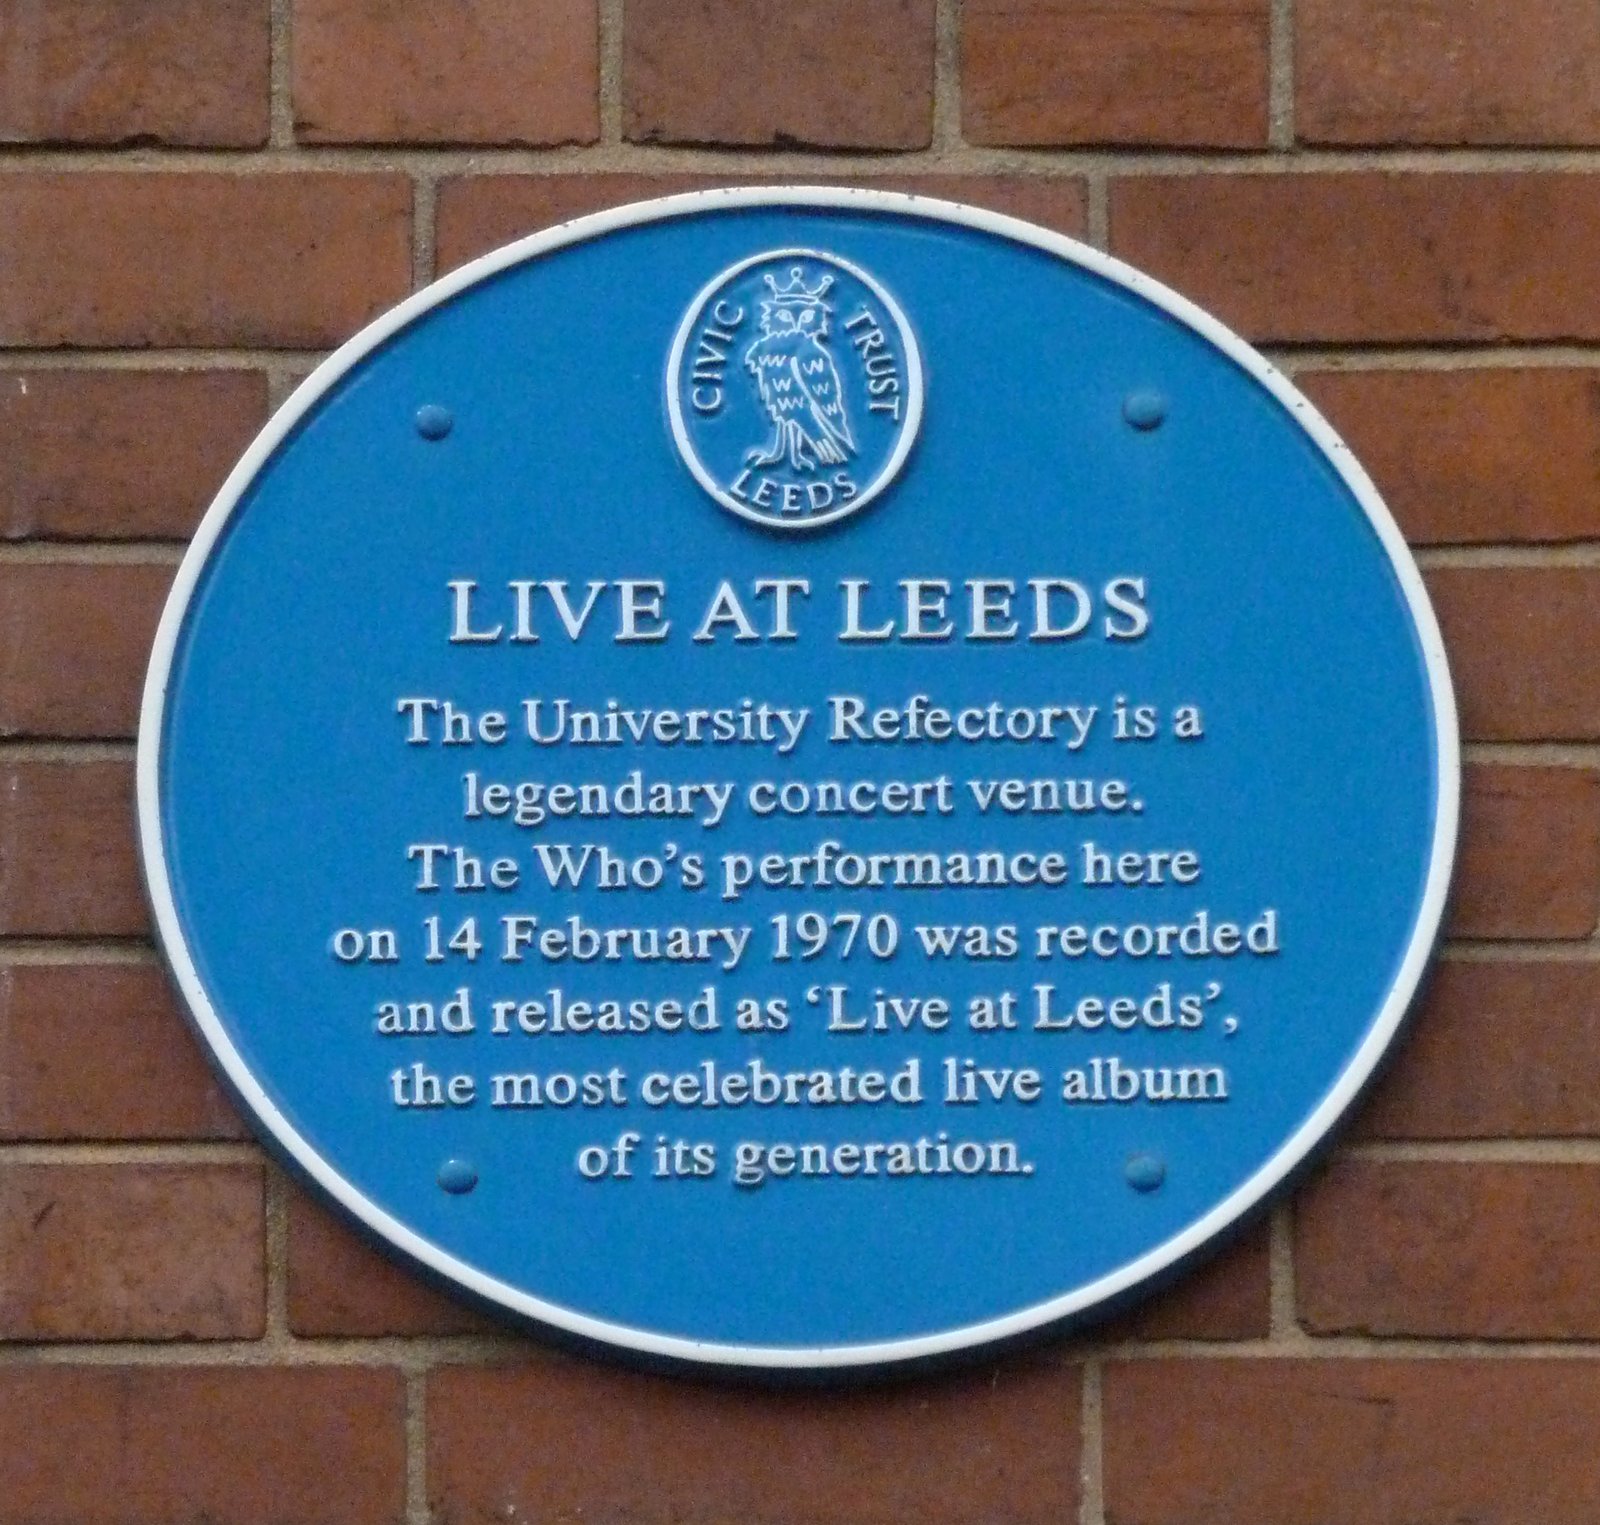 CIVIC TRUST
LEEDS
LIVE AT LEEDS
The University Refectory is a
legendary concert venue.
The Who’s performance here
on 14 February 1970 was recorded
and released as ‘Live at Leeds’,
the most celebrated live album
of its generation.